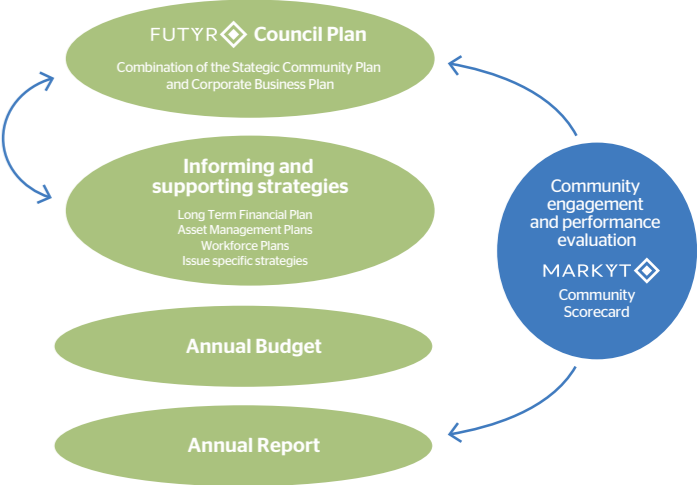 FUTYR Council Plan
Combination of the Stategic Community Plan
and Corporate Business Plan
Informing and
supporting strategies
Long Term Financial Plan
Asset Management Plans
Workforce Plans
Issue specific strategies
Annual Budget
Annual Report
Community
engagement
and performance
evaluation
MARKYT
Community
Scorecard